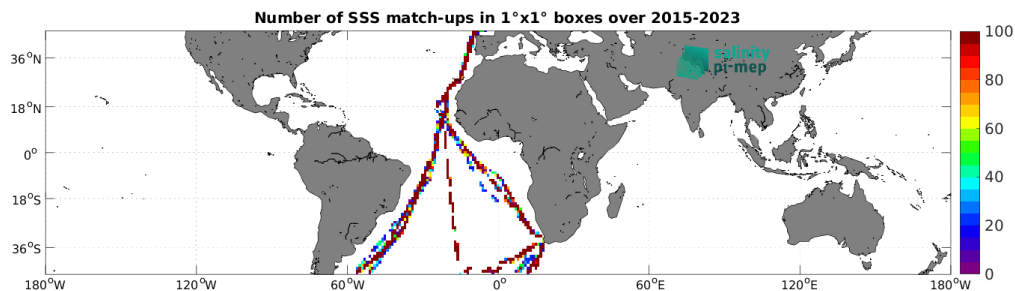 Number of SSS match-ups in 1°x1° boxes over 2015-2023
36°N
18°N
0°
18°S
36°S
180°W
120°W
60°W
0°
60°E
120°E
180°W
salinity
pi-mep
100
80
60
40
20
0